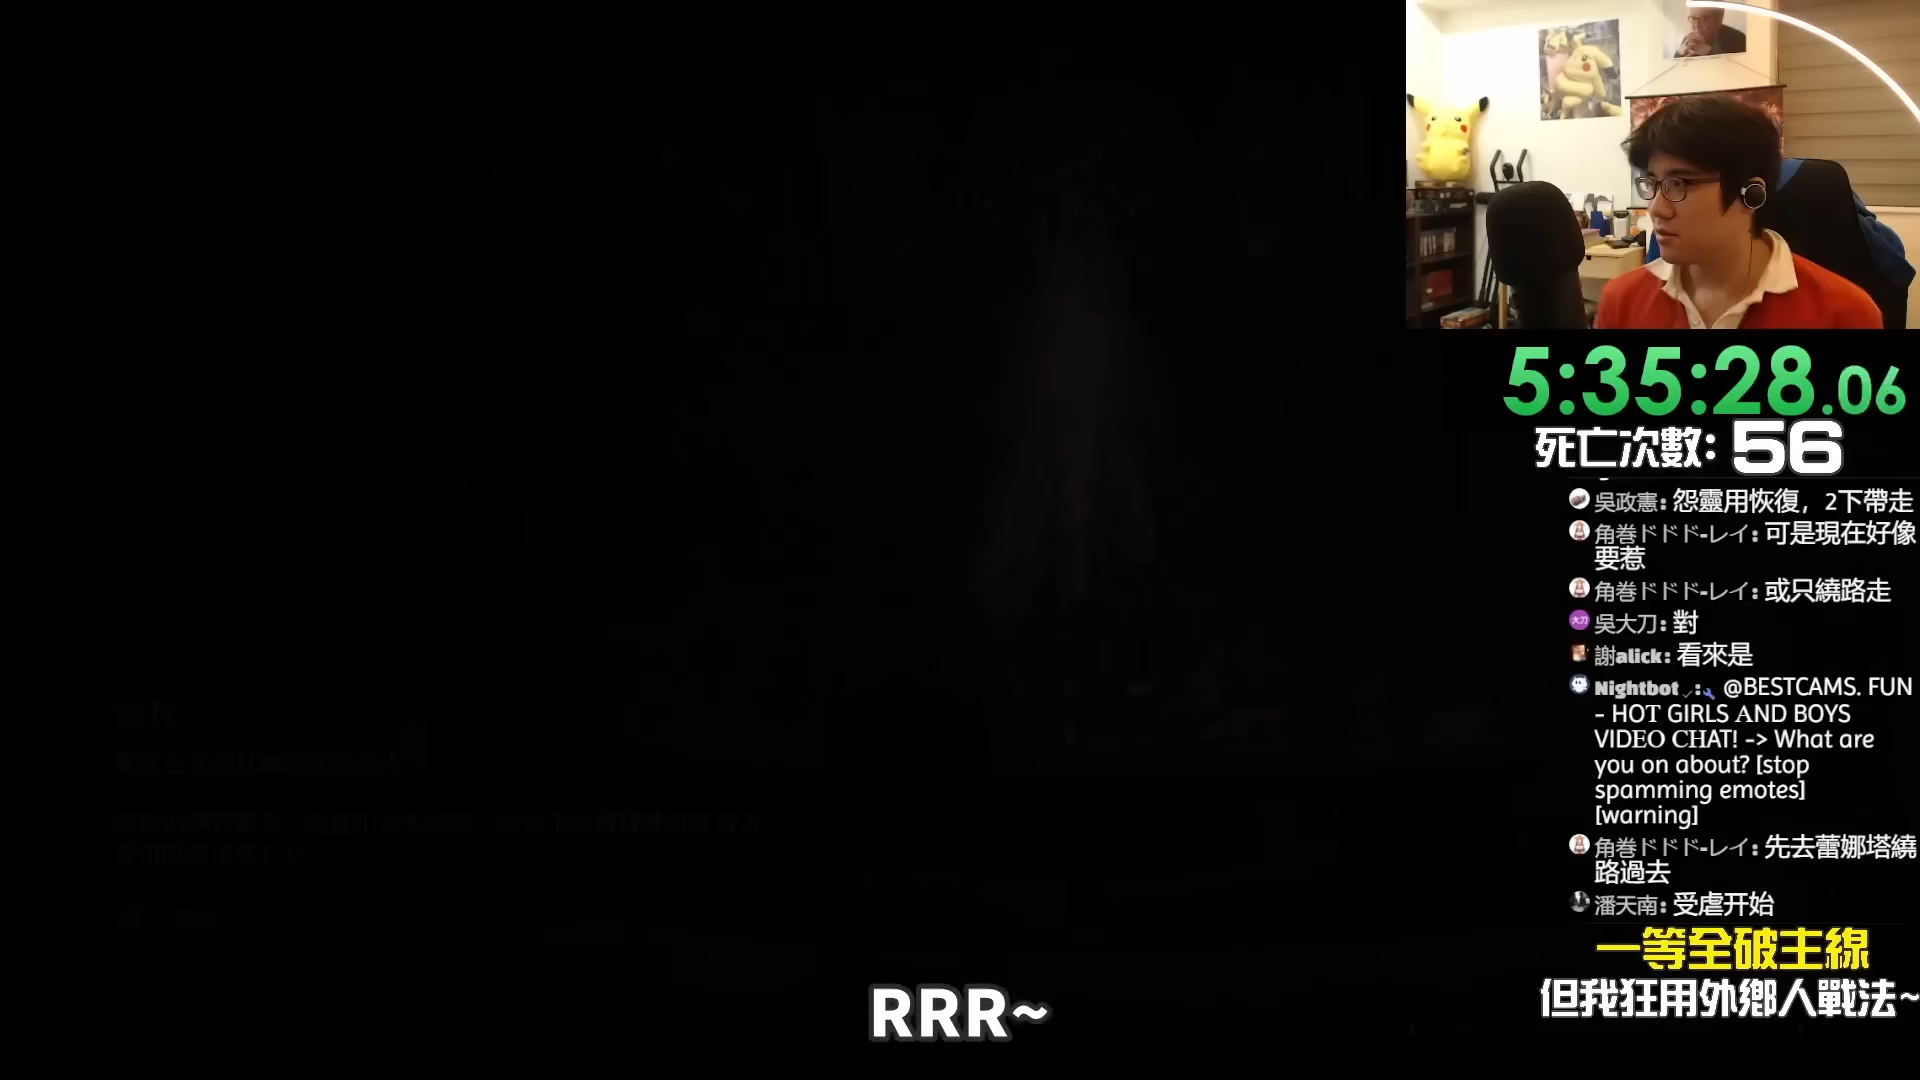 5:35:28.06
死亡次數: 56
吳政憲: 怨靈用恢復, 2下帶走
角巻ドドド-レイ: 可是現在好像
要惹
角巻ドドド-レイ: 或只繞路走
大刀 吳大刀: 對
謝alick: 看來是
Nightbot: @BESTCAMS. FUN
- HOT GIRLS AND BOYS
VIDEO CHAT! -> What are
you on about? [stop
spamming emotes]
[warning]
角巻ドドド-レイ: 先去蕾娜塔繞
路過去
潘天南: 受虐开始
一等全破主線
但我狂用外鄉人戰法~
RRR~